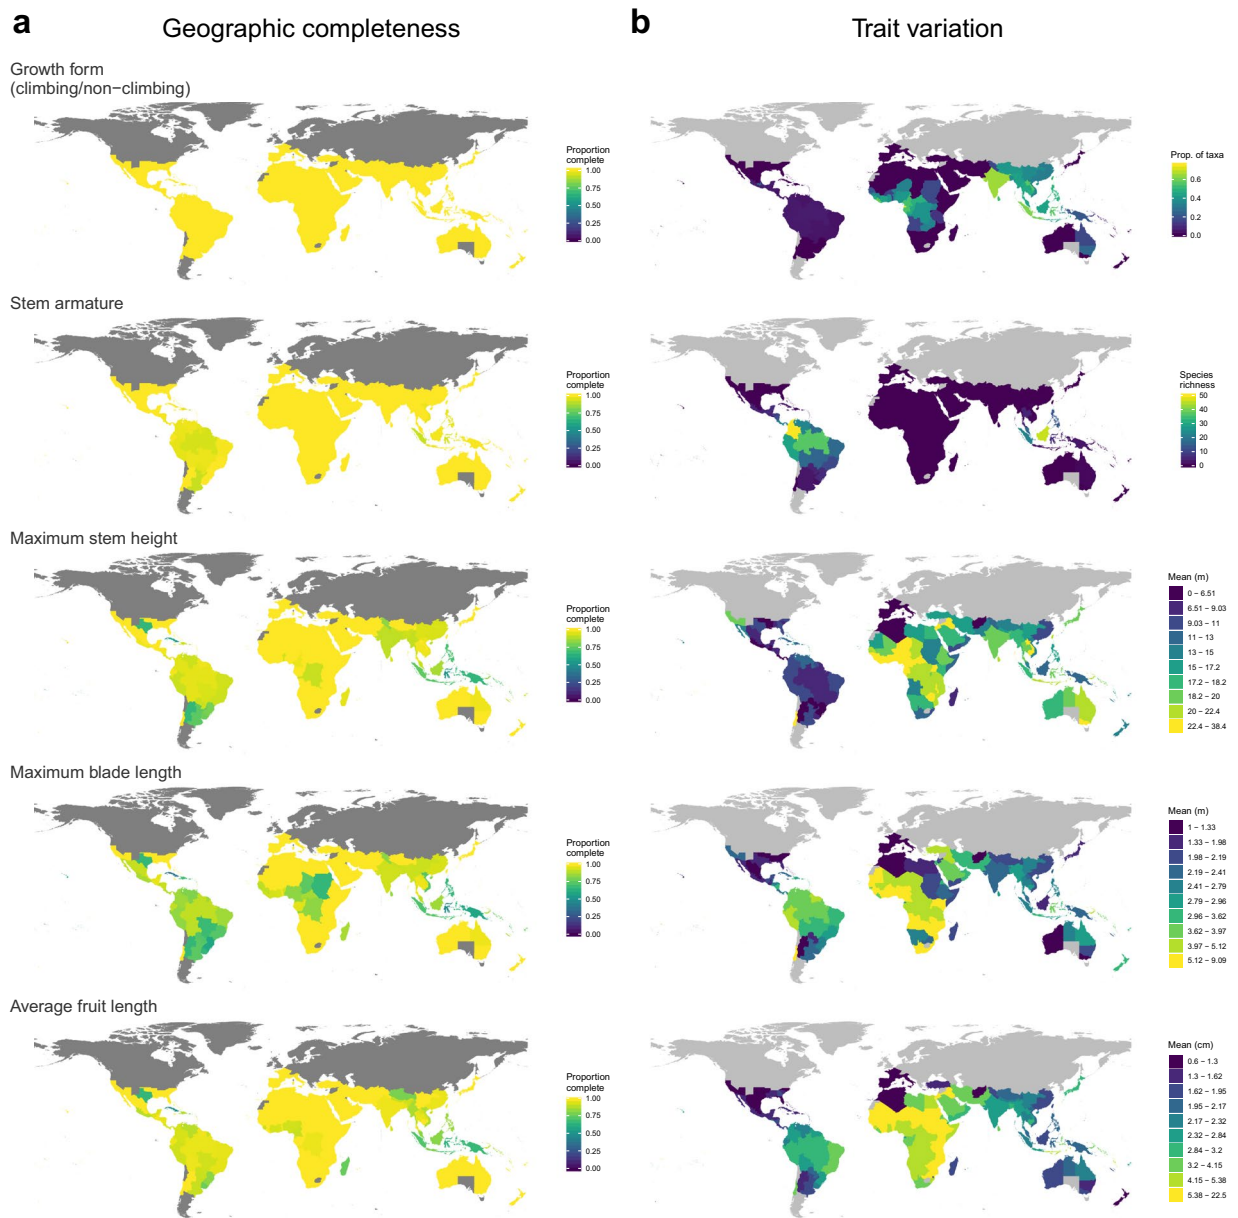 a
Geographic completeness
b
Trait variation
Growth form
(climbing/non−climbing)
Proportion
complete
1.00
0.75
0.50
0.25
0.00
Prop. of taxa
0.6
0.4
0.2
0.0
Stem armature
Proportion
complete
1.00
0.75
0.50
0.25
0.00
Species
richness
50
40
30
20
10
0
Maximum stem height
Proportion
complete
1.00
0.75
0.50
0.25
0.00
Mean (m)
0 − 6.51
6.51 − 9.03
9.03 − 11
11 − 13
13 − 15
15 − 17.2
17.2 − 18.2
18.2 − 20
20 − 22.4
22.4 − 38.4
Maximum blade length
Proportion
complete
1.00
0.75
0.50
0.25
0.00
Mean (m)
1 − 1.33
1.33 − 1.98
1.98 − 2.19
2.19 − 2.41
2.41 − 2.79
2.79 − 2.96
2.96 − 3.62
3.62 − 3.97
3.97 − 5.12
5.12 − 9.09
Average fruit length
Proportion
complete
1.00
0.75
0.50
0.25
0.00
Mean (cm)
0.6 − 1.3
1.3 − 1.62
1.62 − 1.95
1.95 − 2.17
2.17 − 2.32
2.32 − 2.84
2.84 − 3.2
3.2 − 4.15
4.15 − 5.38
5.38 − 22.5